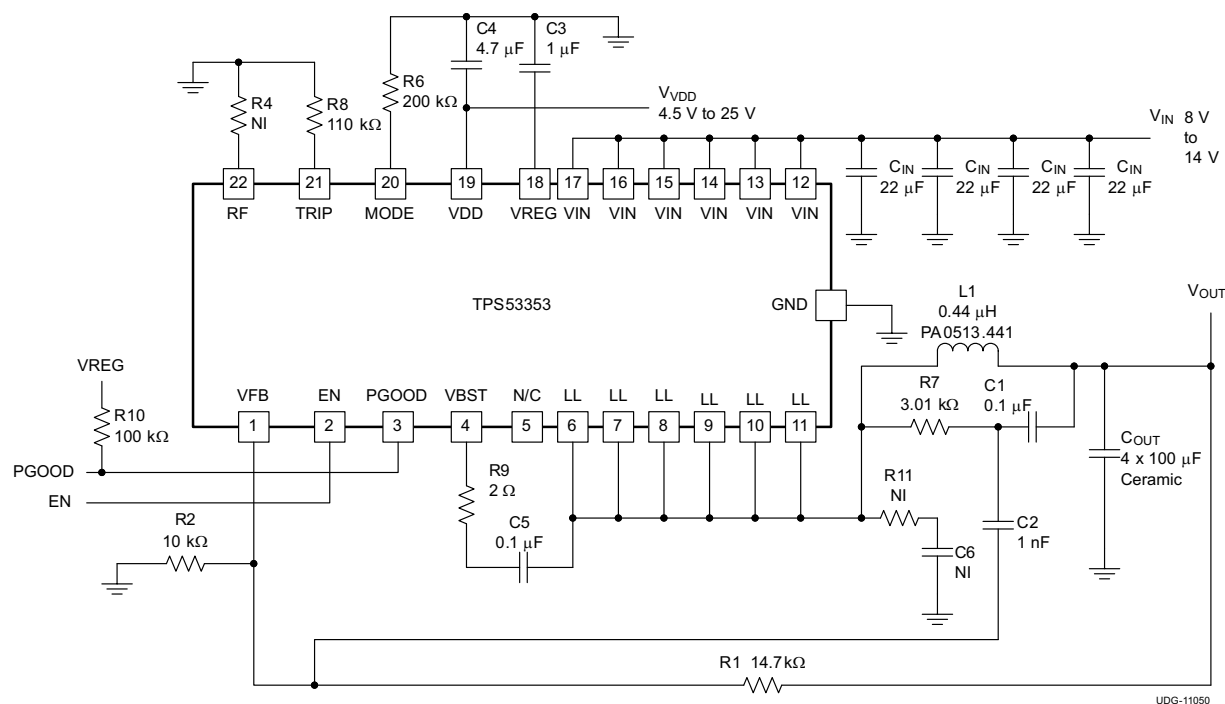 C4
4.7 μF
C3
1 μF
R6
200 kΩ
R4
NI
R8
110 kΩ
VVDD
4.5 V to 25 V
VIN 8 V
to
14 V
CIN
22 μF
CIN
22 μF
CIN
22 μF
CIN
22 μF
22 21 20 19 18 17 16 15 14 13 12
RF TRIP MODE VDD VREG VIN VIN VIN VIN VIN VIN
TPS53353
GND
L1
0.44 μH
PA0513.441
VOUT
VREG
R10
100 kΩ
VFB EN PGOOD VBST N/C LL LL LL LL LL LL
1 2 3 4 5 6 7 8 9 10 11
R7
3.01 kΩ
C1
0.1 μF
COUT
4 x 100 μF
Ceramic
PGOOD
EN
R9
2 Ω
R11
NI
R2
10 kΩ
C5
0.1 μF
C2
1 nF
C6
NI
R1 14.7 kΩ
UDG-11050